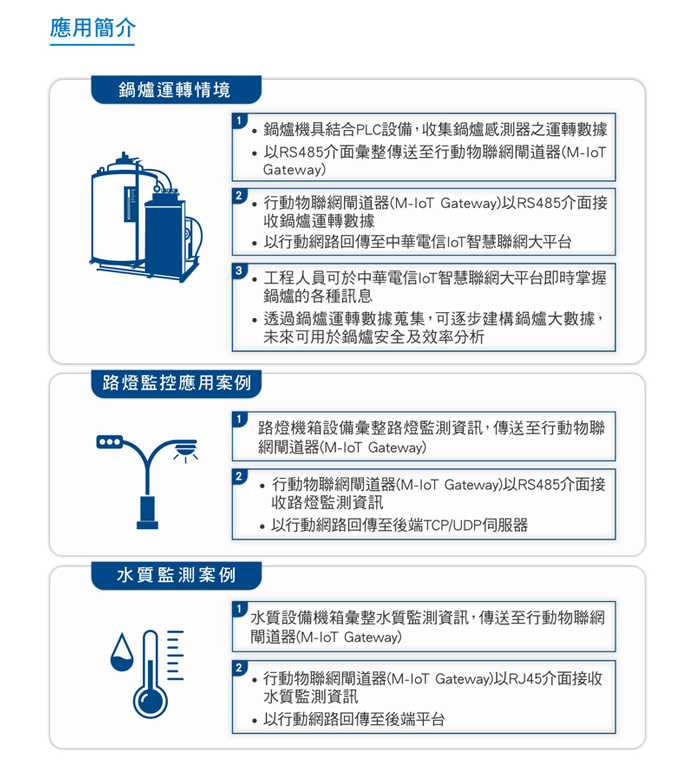 應用簡介
鍋爐運轉情境
1
• 鍋爐機具結合PLC設備，收集鍋爐感測器之運轉數據
• 以RS485介面彙整傳送至行動物聯網閘道器(M-IoT
Gateway)
2
• 行動物聯網閘道器(M-IoT Gateway)以RS485介面接
收鍋爐運轉數據
• 以行動網路回傳至中華電信IoT智慧聯網大平台
3
• 工程人員可於中華電信IoT智慧聯網大平台即時掌握
鍋爐的各種訊息
• 透過鍋爐運轉數據蒐集，可逐步建構鍋爐大數據，
未來可用於鍋爐安全及效率分析
路燈監控應用案例
1
路燈機箱設備彙整路燈監測資訊，傳送至行動物聯
網閘道器(M-IoT Gateway)
2
• 行動物聯網閘道器(M-IoT Gateway)以RS485介面接
收路燈監測資訊
• 以行動網路回傳至後端TCP/UDP伺服器
水質監測案例
1
水質設備機箱彙整水質監測資訊，傳送至行動物聯網
閘道器(M-IoT Gateway)
2
• 行動物聯網閘道器(M-IoT Gateway)以RJ45介面接收
水質監測資訊
• 以行動網路回傳至後端平台